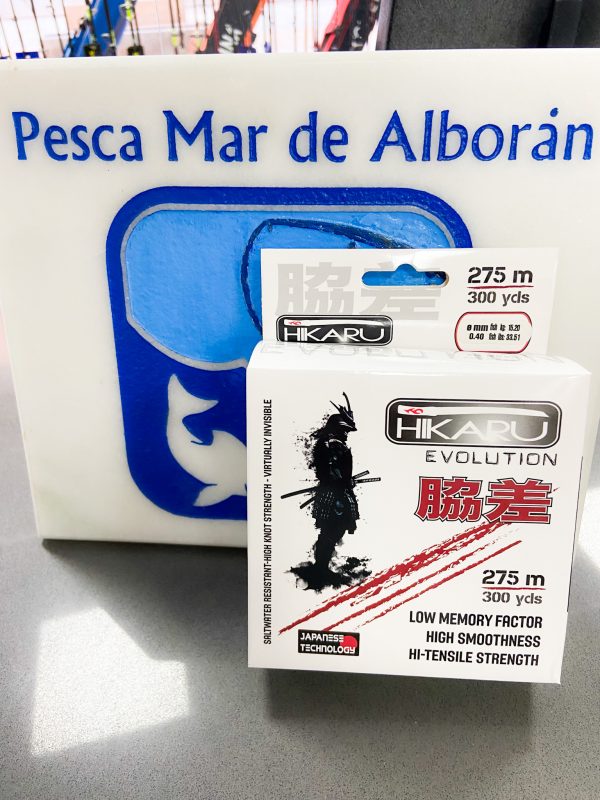 Pesca Mar de Alborán
脇差
275 m
300 yds
HIKARU
ø mm fish kg 15.20
0.40 fish lbs 33.51
HIKARU
EVOLUTION
脇差
275 m
300 yds
LOW MEMORY FACTOR
HIGH SMOOTHNESS
HI-TENSILE STRENGTH
JAPANESE
TECHNOLOGY
SALTWATER RESISTANT-HIGH KNOT STRENGTH - VIRTUALLY INVISIBLE